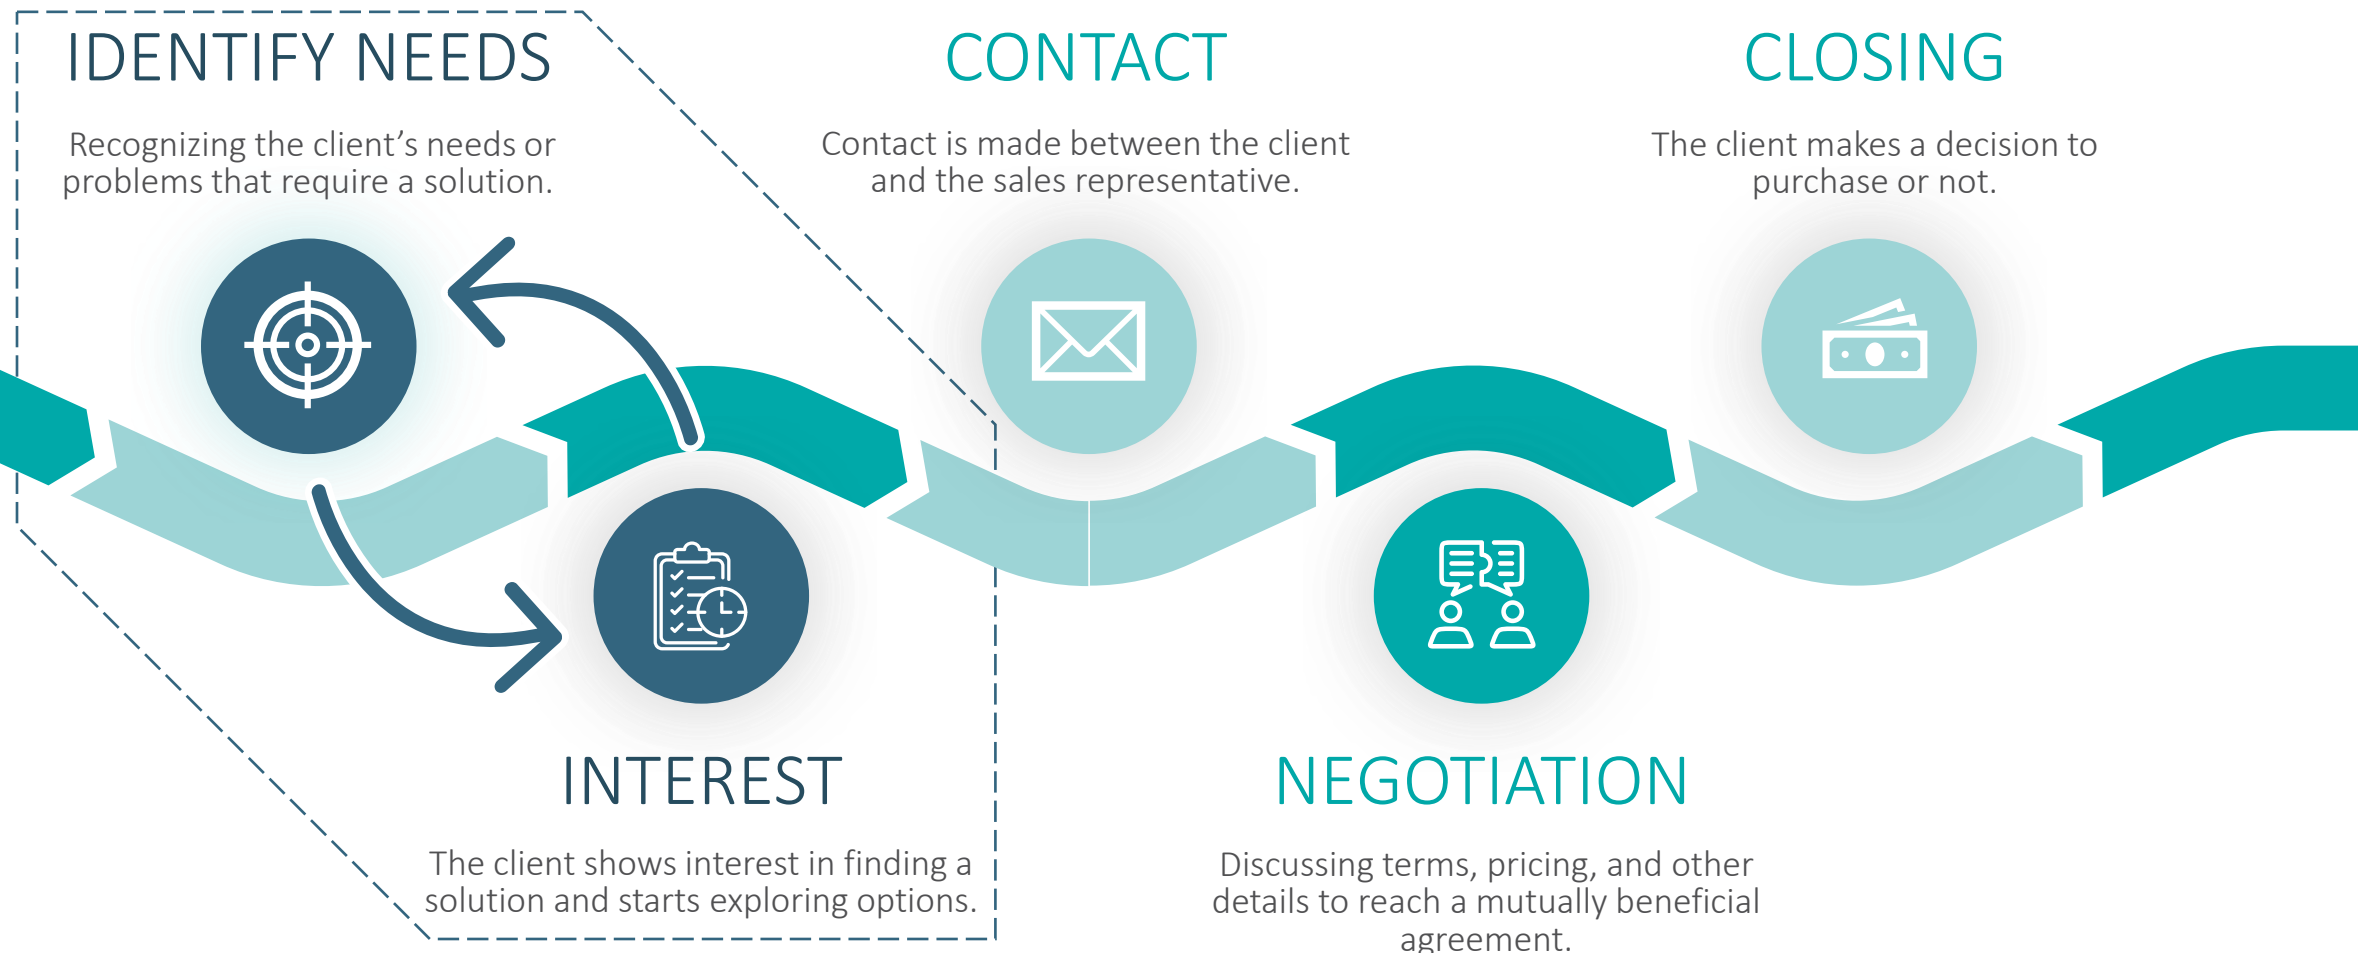 IDENTIFY NEEDS
Recognizing the client’s needs or
problems that require a solution.
INTEREST
The client shows interest in finding a
solution and starts exploring options.
CONTACT
Contact is made between the client
and the sales representative.
NEGOTIATION
Discussing terms, pricing, and other
details to reach a mutually beneficial
agreement.
CLOSING
The client makes a decision to
purchase or not.